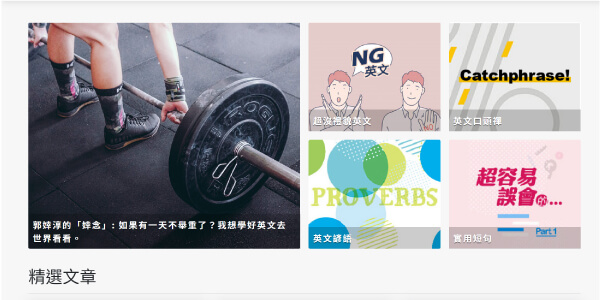 郭婞淳的「婞念」: 如果有一天不舉重了？我想學好英文去
世界看看。
NG
英文
超沒禮貌英文
Catchphrase!
英文口頭禪
PROVERBS
英文諺語
超容易
誤會的...
Part.1
實用短句
精選文章